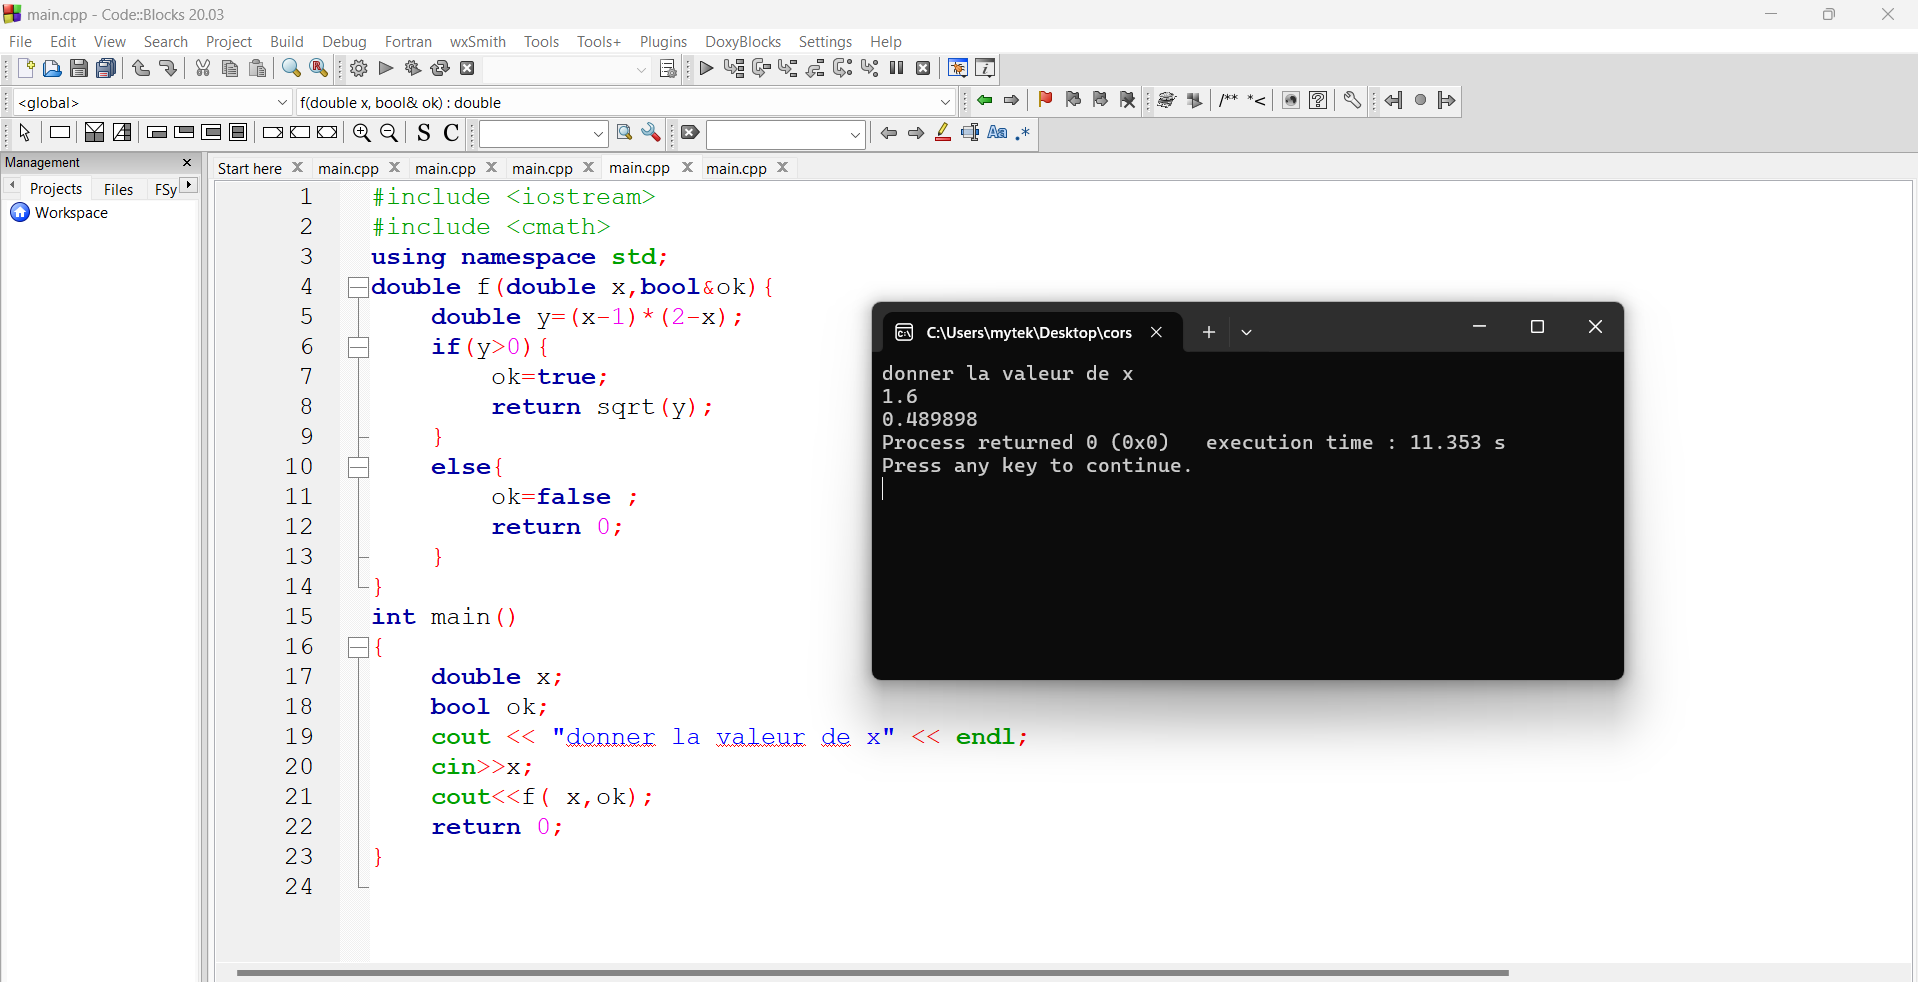 main.cpp - Code::Blocks 20.03
File Edit View Search Project Build Debug Fortran wxSmith Tools Tools+ Plugins DoxyBlocks Settings Help
<global>
f(double x, bool& ok) : double
/** *<
S C
Aa .*
Management
Start here main.cpp main.cpp main.cpp main.cpp main.cpp
Projects Files FSy
Workspace
1 #include <iostream>
2 #include <cmath>
3 using namespace std;
4 double f(double x,bool&ok){
5 double y=(x-1)*(2-x);
6 if(y>0){
7 ok=true;
8 return sqrt(y);
9 }
10 else{
11 ok=false ;
12 return 0;
13 }
14 }
15 int main()
16 {
17 double x;
18 bool ok;
19 cout << "donner la valeur de x" << endl;
20 cin>>x;
21 cout<<f( x,ok);
22 return 0;
23 }
24
C:\Users\mytek\Desktop\cors
donner la valeur de x
1.6
0.489898
Process returned 0 (0x0)   execution time : 11.353 s
Press any key to continue.